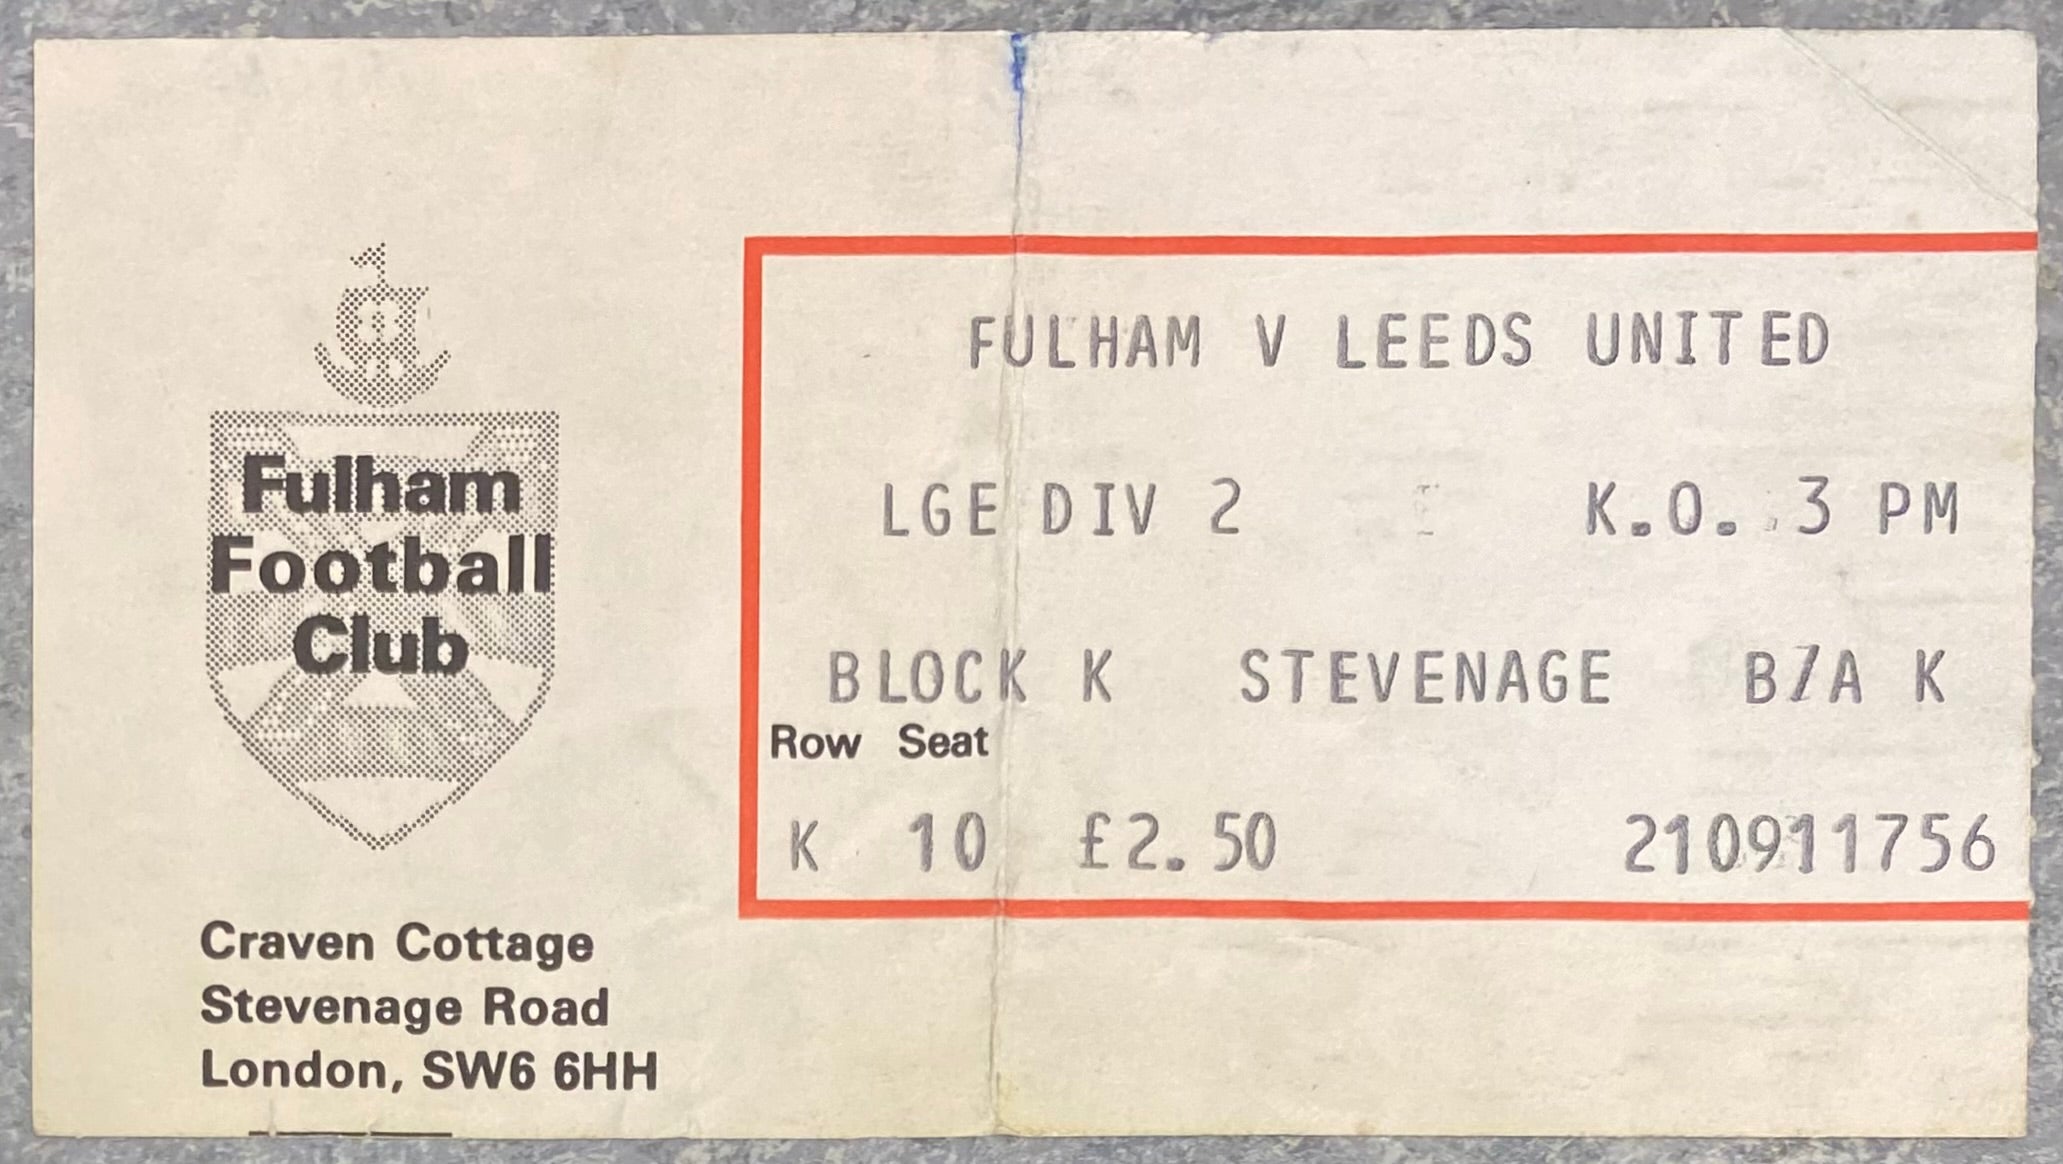 Fulham
Football
Club
Craven Cottage
Stevenage Road
London, SW6 6HH
FULHAM V LEEDS UNITED
LGE DIV 2 K.O. 3 PM
BLOCK K STEVENAGE B/A K
Row Seat
K 10 £2.50 210911756